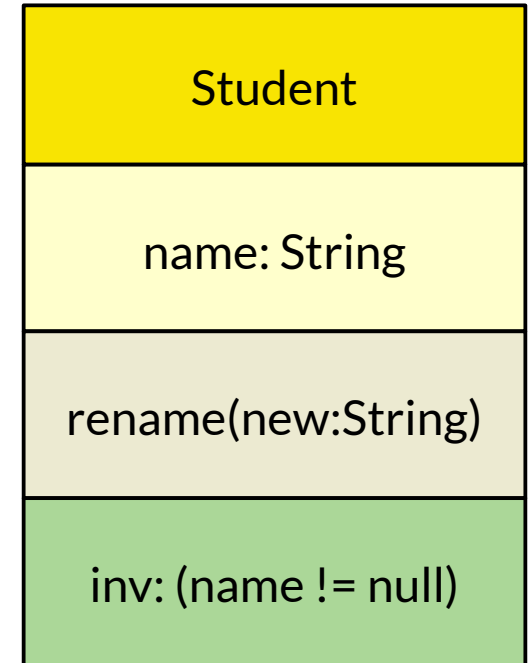 Student
name: String
rename(new:String)
inv: (name != null)